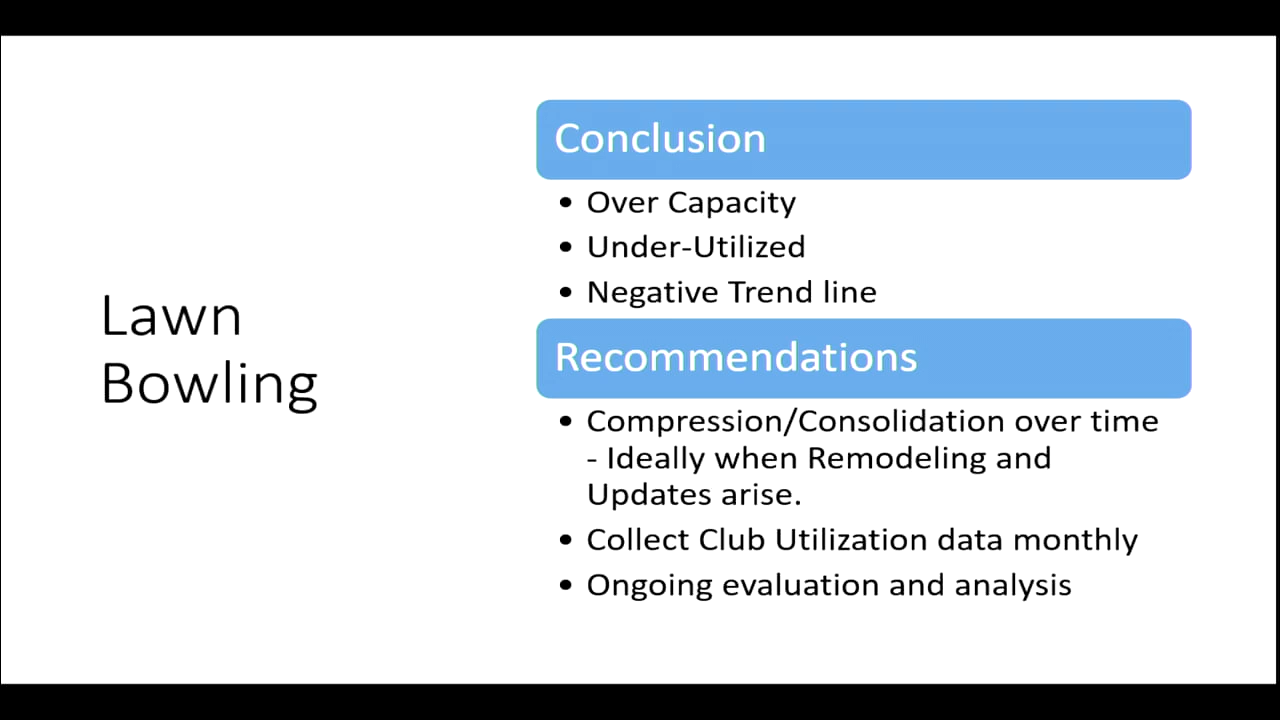 Lawn
Bowling
Conclusion
• Over Capacity
• Under-Utilized
• Negative Trend line
Recommendations
• Compression/Consolidation over time
- Ideally when Remodeling and
Updates arise.
• Collect Club Utilization data monthly
• Ongoing evaluation and analysis